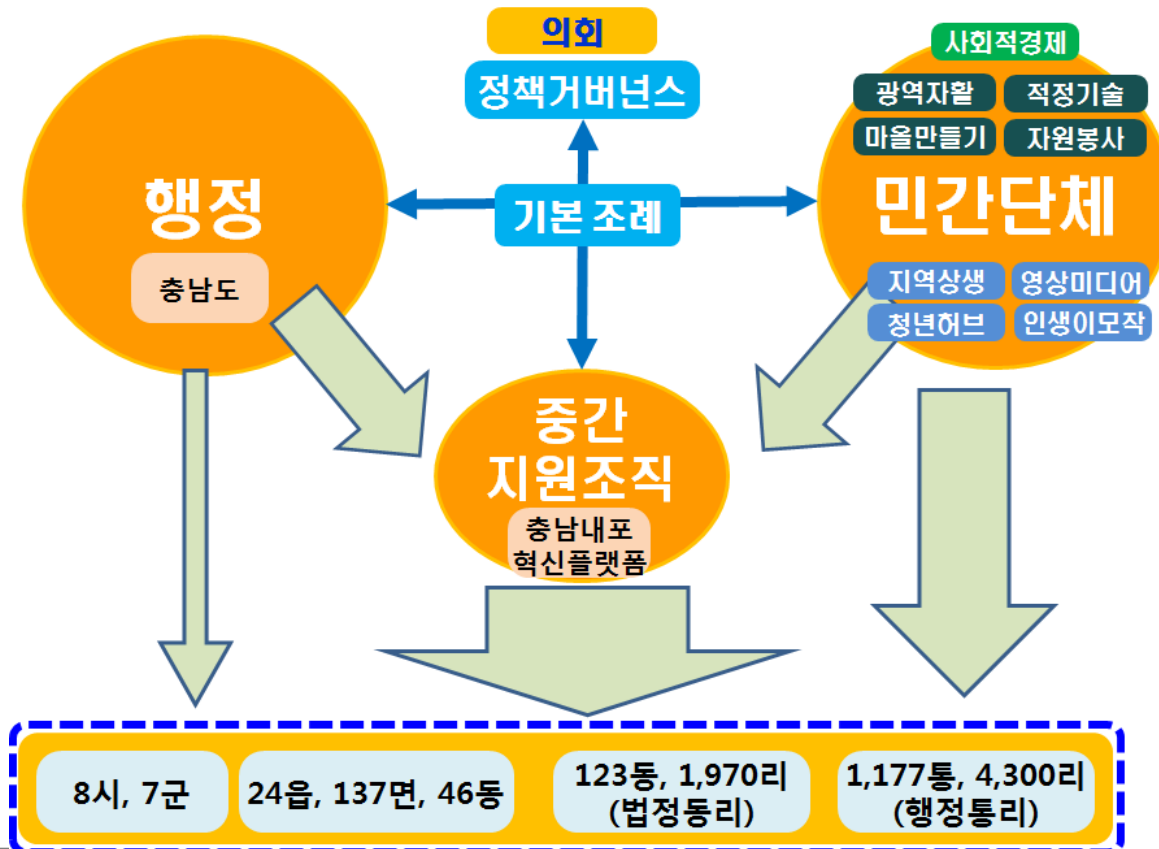 의회
정책거버넌스
기본 조례
행정
충남도
사회적경제
광역자활
적정기술
마을만들기
자원봉사
민간단체
지역상생
영상미디어
청년허브
인생이모작
중간
지원조직
충남내포
혁신플랫폼
8시, 7군
24읍, 137면, 46동
123동, 1,970리
(법정동리)
1,177통, 4,300리
(행정통리)